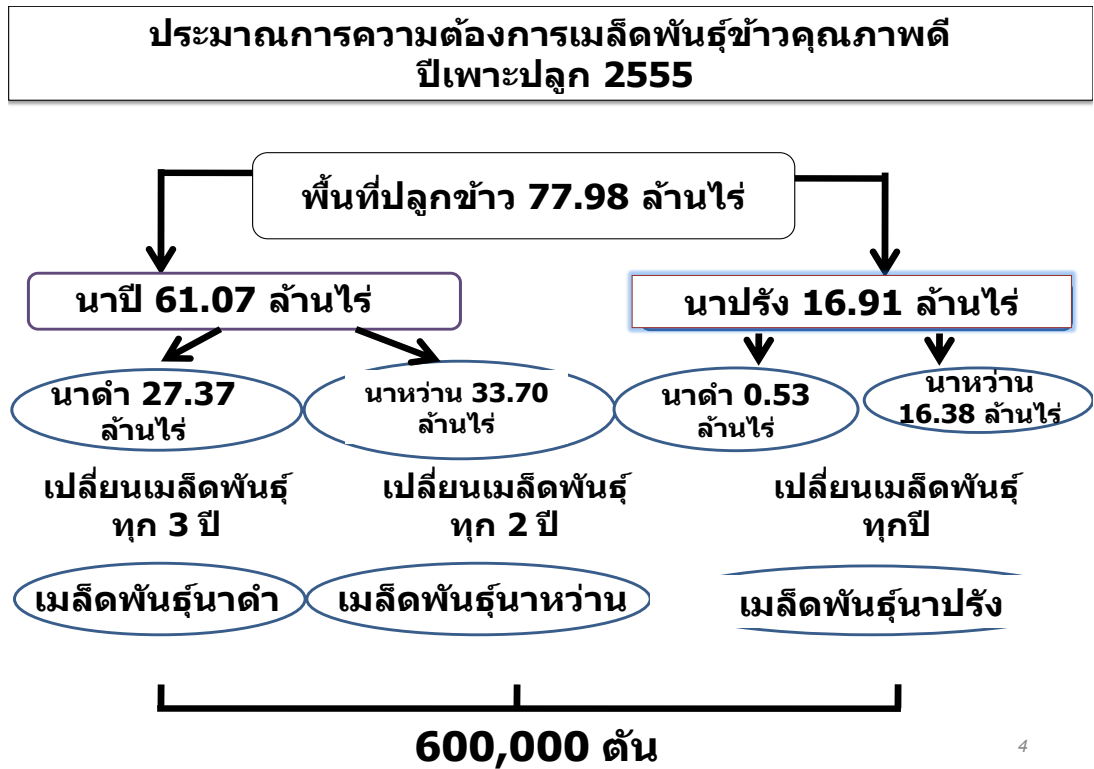 ประมาณการความต้องการเมล็ดพันธุ์ข้าวคุณภาพดี
ปีเพาะปลูก 2555
พื้นที่ปลูกข้าว 77.98 ล้านไร่
นาปี 61.07 ล้านไร่
นาปรัง 16.91 ล้านไร่
นาดำ 27.37
ล้านไร่
นาหว่าน 33.70
ล้านไร่
นาดำ 0.53
ล้านไร่
นาหว่าน
16.38 ล้านไร่
เปลี่ยนเมล็ดพันธุ์
ทุก 3 ปี
เปลี่ยนเมล็ดพันธุ์
ทุก 2 ปี
เปลี่ยนเมล็ดพันธุ์
ทุกปี
เมล็ดพันธุ์นาดำ
เมล็ดพันธุ์นาหว่าน
เมล็ดพันธุ์นาปรัง
600,000 ตัน
4